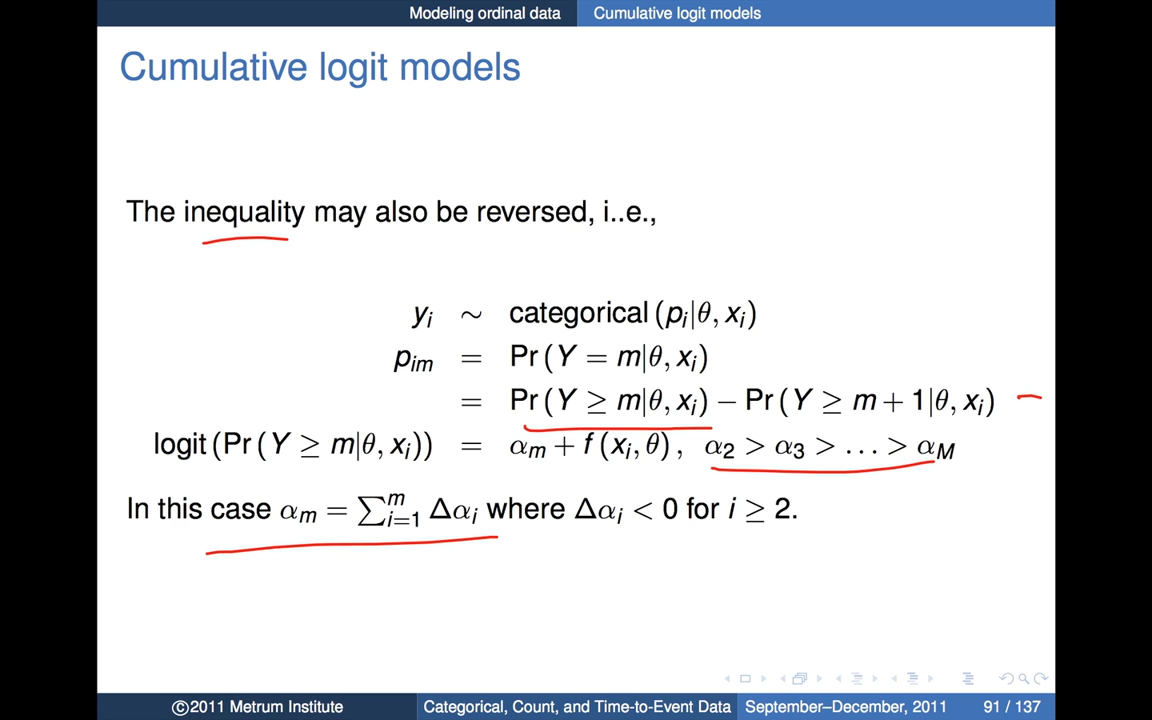 Modeling ordinal data Cumulative logit models
Cumulative logit models
The inequality may also be reversed, i..e.,
yᵢ ∼ categorical (pᵢ|θ, xᵢ)
pᵢₘ = Pr (Y = m|θ, xᵢ)
= Pr (Y ≥ m|θ, xᵢ) − Pr (Y ≥ m + 1|θ, xᵢ)
logit (Pr (Y ≥ m|θ, xᵢ)) = αₘ + f (xᵢ, θ) , α₂ > α₃ > . . . > α_M
In this case αₘ = ∑ᵢ₌₁ᵐ Δαᵢ where Δαᵢ < 0 for i ≥ 2.
©2011 Metrum Institute Categorical, Count, and Time-to-Event Data September–December, 2011 91 / 137